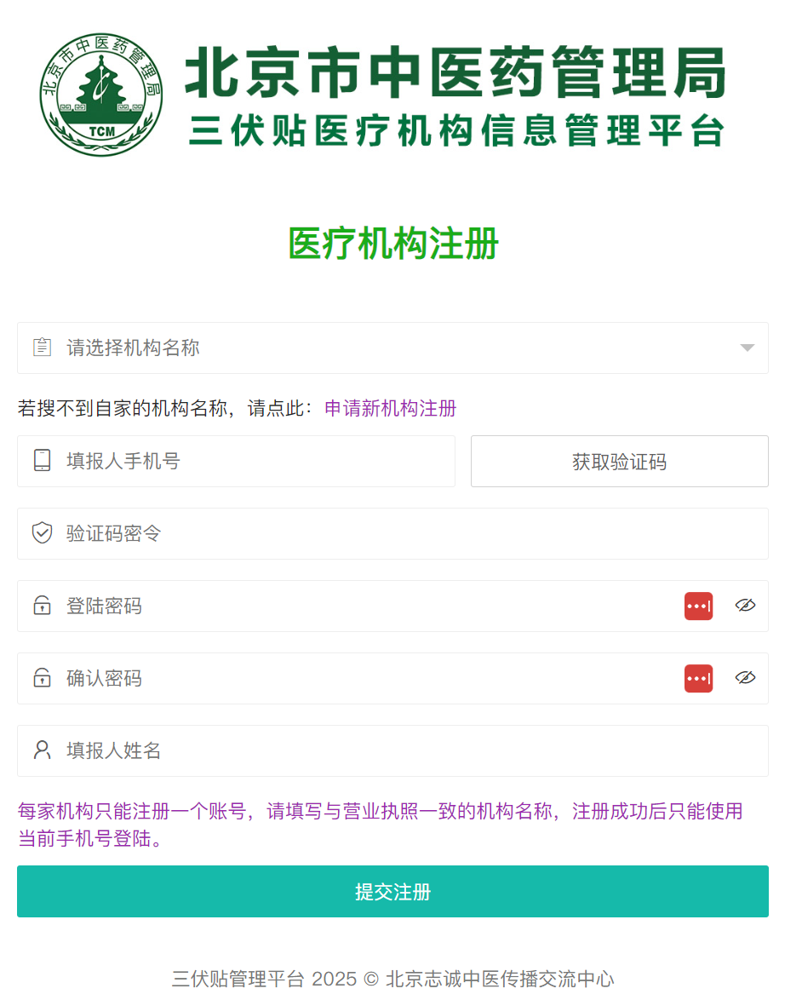 北京市中医药管理局
TCM
北京市中医药管理局
三伏贴医疗机构信息管理平台
医疗机构注册
请选择机构名称
若搜不到自家的机构名称，请点此：申请新机构注册
填报人手机号
获取验证码
验证码密令
登陆密码
确认密码
填报人姓名
每家机构只能注册一个账号，请填写与营业执照一致的机构名称，注册成功后只能使用
当前手机号登陆。
提交注册
三伏贴管理平台 2025 © 北京志诚中医传播交流中心